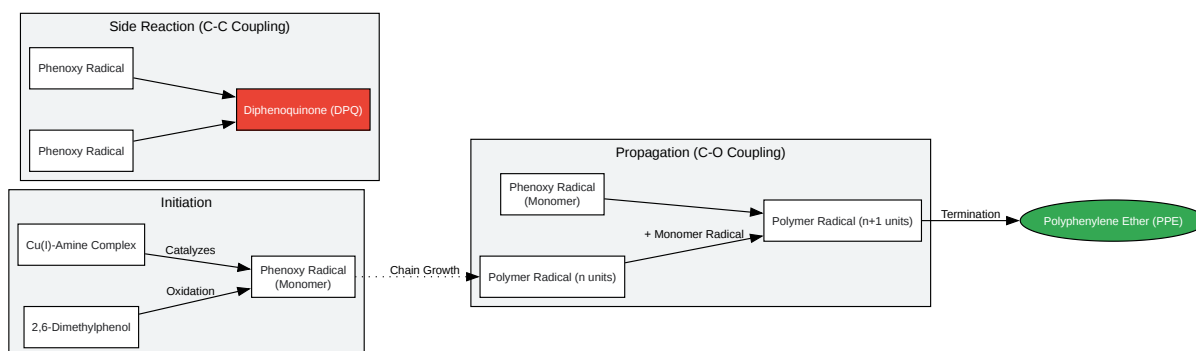 Side Reaction (C-C Coupling)
Phenoxy Radical
Diphenoquinone (DPQ)
Phenoxy Radical
Initiation
Cu(I)-Amine Complex
Catalyzes
Phenoxy Radical
(Monomer)
Oxidation
2,6-Dimethylphenol
Chain Growth
Propagation (C-O Coupling)
Phenoxy Radical
(Monomer)
+ Monomer Radical
Polymer Radical (n units)
Polymer Radical (n+1 units)
Termination
Polyphenylene Ether (PPE)